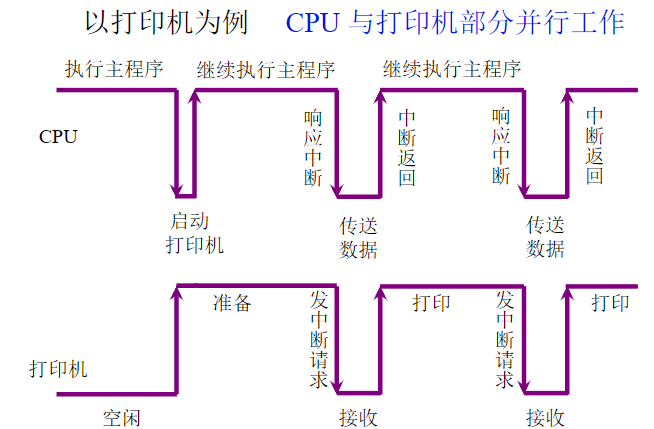 以打印机为例 CPU 与打印机部分并行工作
执行主程序 继续执行主程序 继续执行主程序
CPU
响应中断
中断返回
响应中断
中断返回
启动
打印机
传送
数据
传送
数据
准备
发中断请求
打印
发中断请求
打印
打印机
空闲
接收
接收